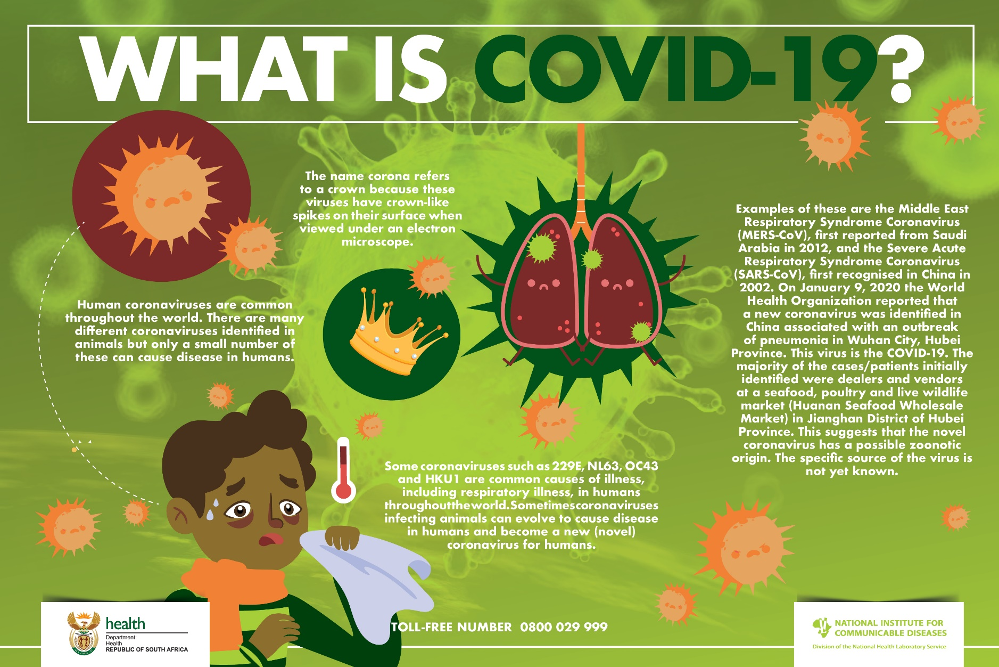 WHAT IS COVID-19?
The name corona refers
to a crown because these
viruses have crown-like
spikes on their surface when
viewed under an electron
microscope.
Human coronaviruses are common
throughout the world. There are many
different coronaviruses identified in
animals but only a small number of
these can cause disease in humans.
Some coronaviruses such as 229E, NL63, OC43
and HKU1 are common causes of illness,
including respiratory illness, in humans
throughouttheworld.Sometimescoronaviruses
infecting animals can evolve to cause disease
in humans and become a new (novel)
coronavirus for humans.
Examples of these are the Middle East
Respiratory Syndrome Coronavirus
(MERS-CoV), first reported from Saudi
Arabia in 2012, and the Severe Acute
Respiratory Syndrome Coronavirus
(SARS-CoV), first recognised in China in
2002. On January 9, 2020 the World
Health Organization reported that
a new coronavirus was identified in
China associated with an outbreak
of pneumonia in Wuhan City, Hubei
Province. This virus is the COVID-19. The
majority of the cases/patients initially
identified were dealers and vendors
at a seafood, poultry and live wildlife
market (Huanan Seafood Wholesale
Market) in Jianghan District of Hubei
Province. This suggests that the novel
coronavirus has a possible zoonotic
origin. The specific source of the virus is
not yet known.
TOLL-FREE NUMBER 0800 029 999
health
Department:
Health
REPUBLIC OF SOUTH AFRICA
NATIONAL INSTITUTE FOR
COMMUNICABLE DISEASES
Division of the National Health Laboratory Service